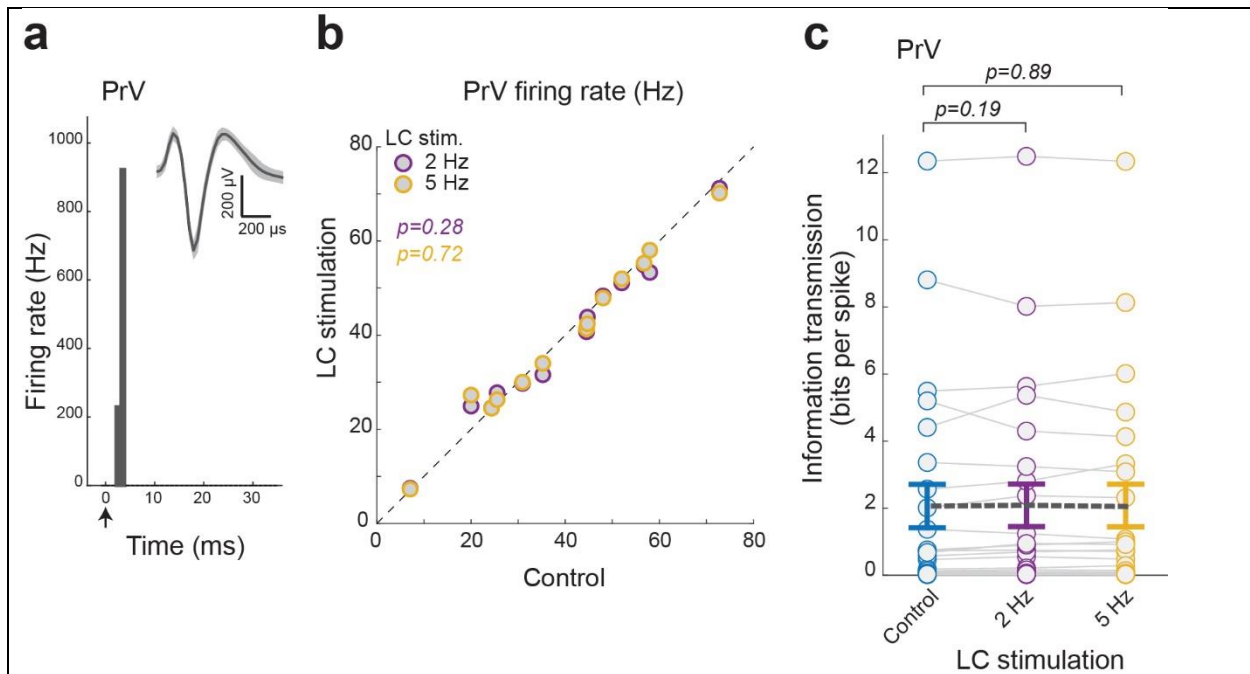 a
PrV
Firing rate (Hz)
1000
800
600
400
200
0
200 µV
200 µs
0
10
20
30
Time (ms)
b
PrV firing rate (Hz)
LC stim.
2 Hz
5 Hz
p=0.28
p=0.72
LC stimulation
80
60
40
20
0
0
20
40
60
80
Control
c
PrV
p=0.89
p=0.19
Information transmission
(bits per spike)
12
10
8
6
4
2
0
Control
2 Hz
5 Hz
LC stimulation